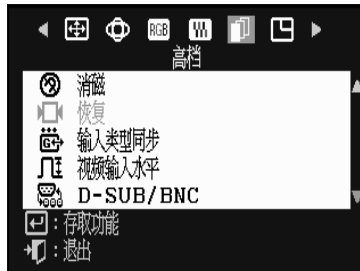 RGB
高档
消磁
恢复
输入类型同步
视频输入水平
D-SUB/BNC
：存取功能
：退出